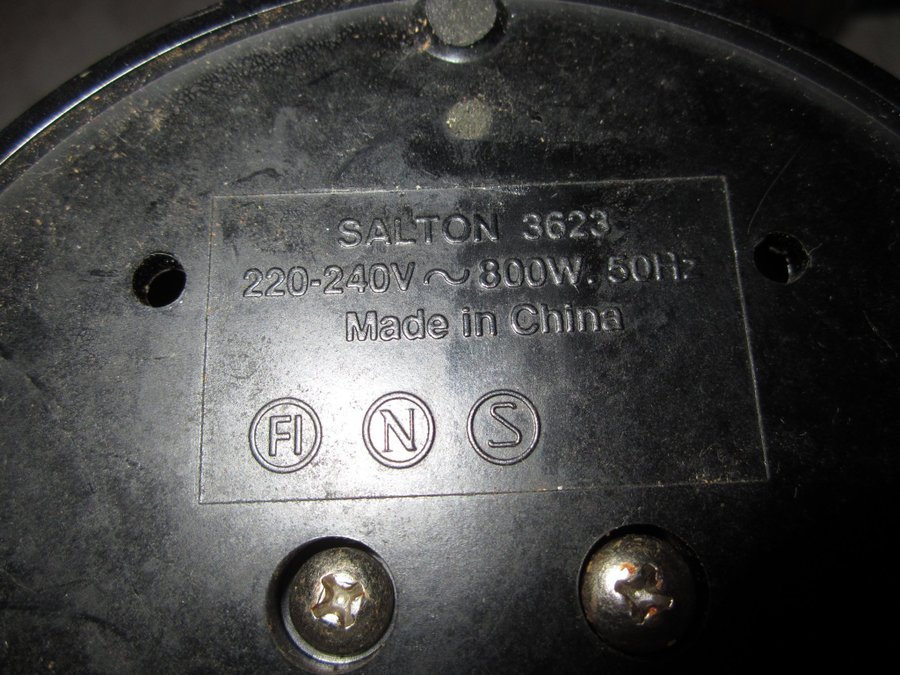 SALTON 3623
220-240V ~ 800W. 50Hz
Made in China
FI N S